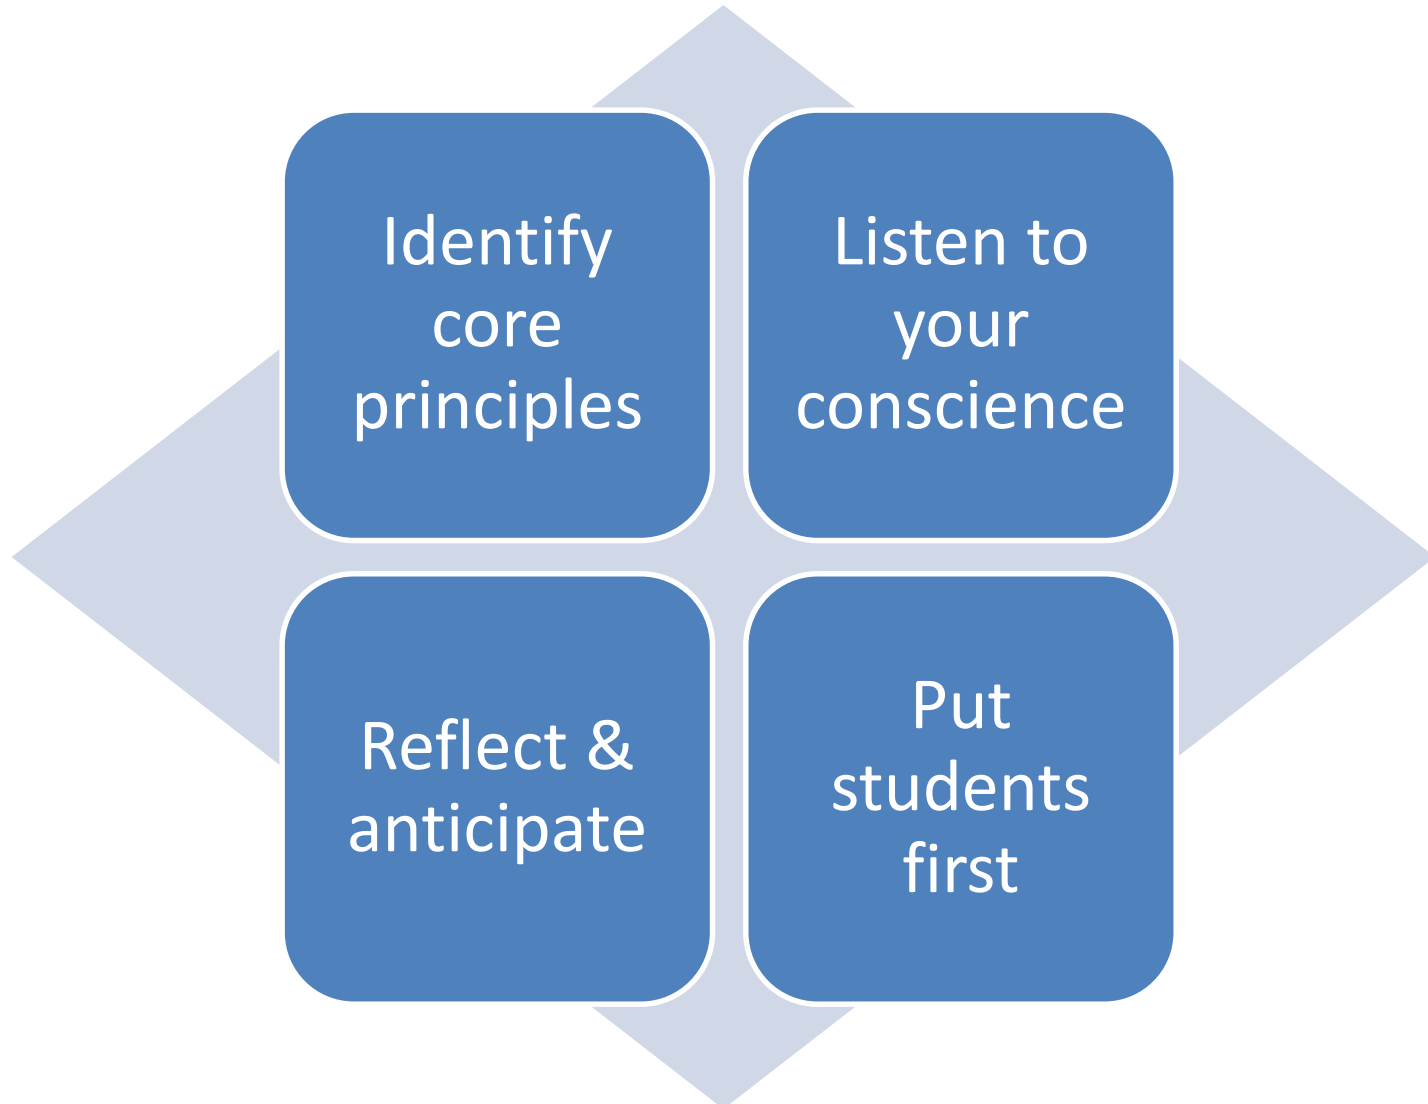 Identify
core
principles
Listen to
your
conscience
Reflect &
anticipate
Put
students
first